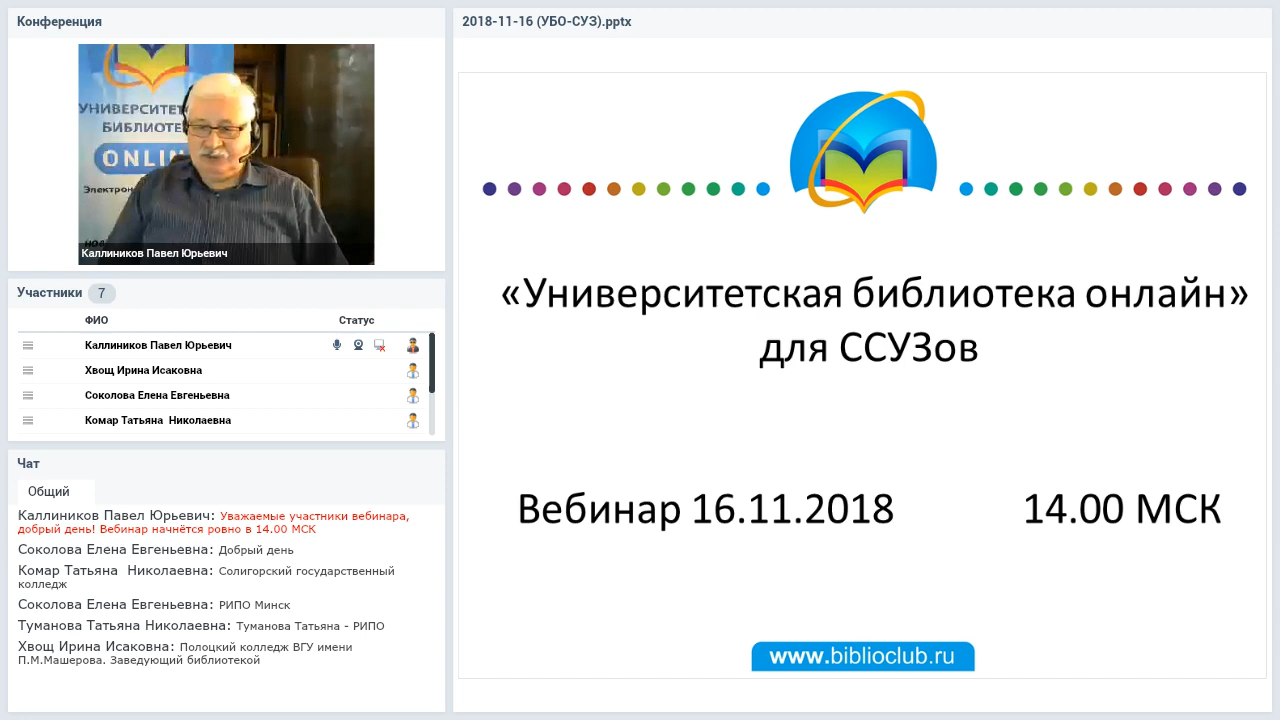 Конференция
УНИВЕРСИТЕТ
БИБЛИОТЕ
ONLIN
Электрон
НО
Каллиников Павел Юрьевич
Участники 7
ФИО Статус
Каллиников Павел Юрьевич
Хвощ Ирина Исаковна
Соколова Елена Евгеньевна
Комар Татьяна Николаевна
Чат
Общий
Каллиников Павел Юрьевич: Уважаемые участники вебинара,
добрый день! Вебинар начнётся ровно в 14.00 МСК
Соколова Елена Евгеньевна: Добрый день
Комар Татьяна Николаевна: Солигорский государственный
колледж
Соколова Елена Евгеньевна: РИПО Минск
Туманова Татьяна Николаевна: Туманова Татьяна - РИПО
Хвощ Ирина Исаковна: Полоцкий колледж ВГУ имени
П.М.Машерова. Заведующий библиотекой
2018-11-16 (УБО-СУЗ).pptx
«Университетская библиотека онлайн»
для ССУЗов
Вебинар 16.11.2018 14.00 МСК
www.biblioclub.ru